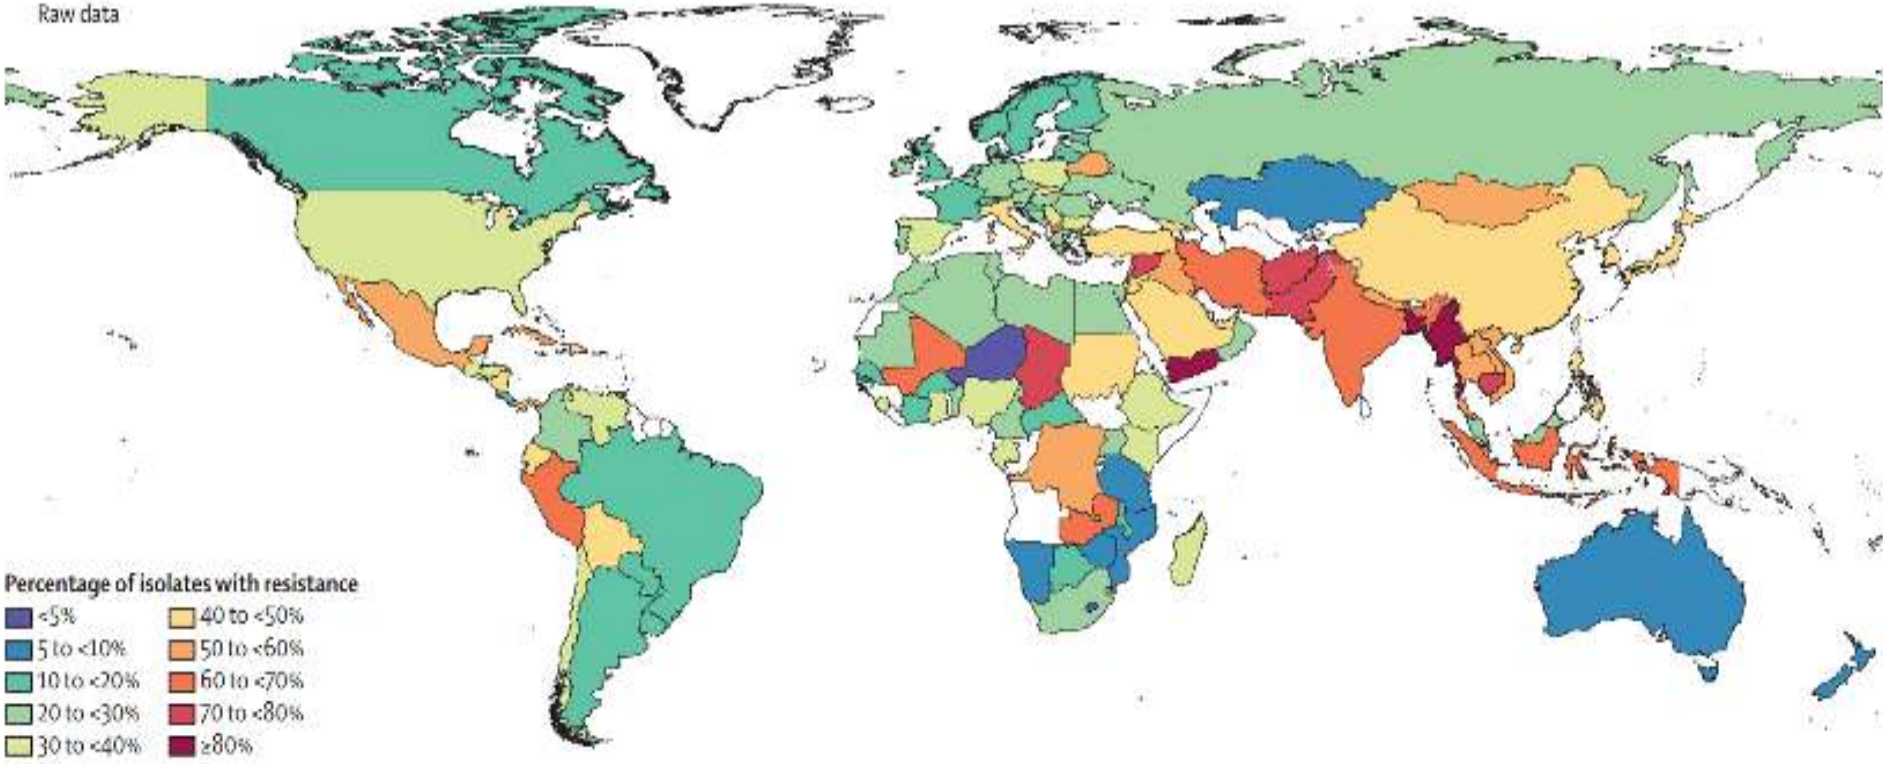 Raw data
Percentage of isolates with resistance
<5%
5 to <10%
10 to <20%
20 to <30%
30 to <40%
40 to <50%
50 to <60%
60 to <70%
70 to <80%
≥80%